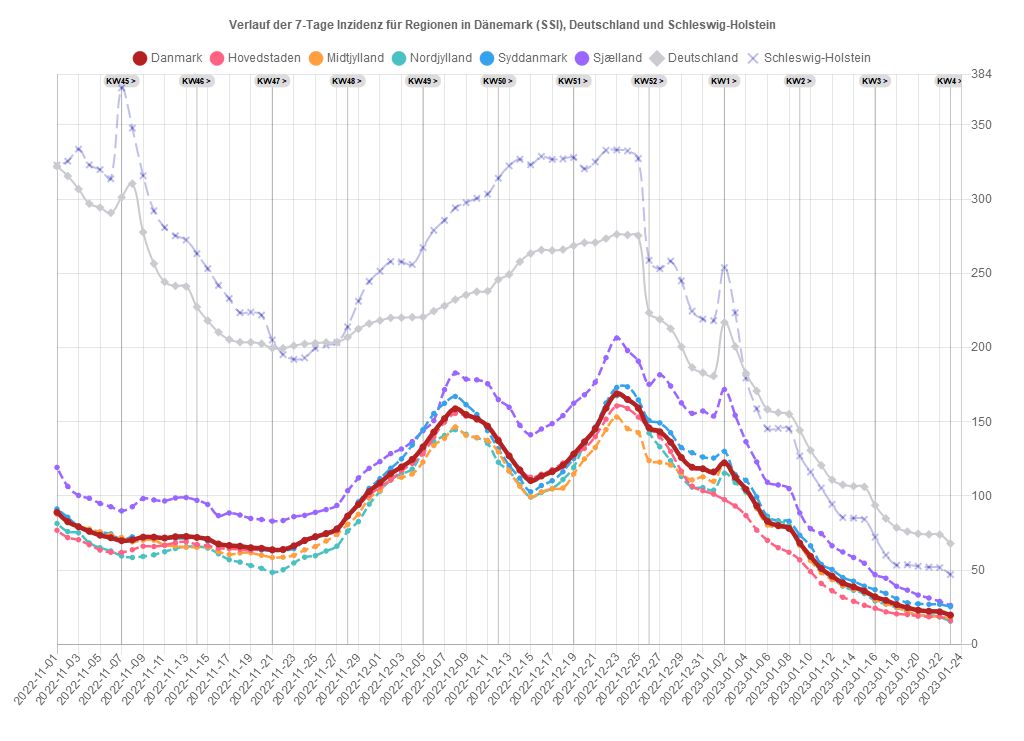 Verlauf der 7-Tage Inzidenz für Regionen in Dänemark (SSI), Deutschland und Schleswig-Holstein
Danmark Hovedstaden Midtjylland Nordjylland Syddanmark Sjælland Deutschland Schleswig-Holstein
KW45 > KW46 > KW47 > KW48 > KW49 > KW50 > KW51 > KW52 > KW1 > KW2 > KW3 > KW4 >
384
350
300
250
200
150
100
50
0
2022-11-01 2022-11-03 2022-11-05 2022-11-07 2022-11-09 2022-11-11 2022-11-13 2022-11-15 2022-11-17 2022-11-19 2022-11-21 2022-11-23 2022-11-25 2022-11-27 2022-11-29 2022-12-01 2022-12-03 2022-12-05 2022-12-07 2022-12-09 2022-12-11 2022-12-13 2022-12-15 2022-12-17 2022-12-19 2022-12-21 2022-12-23 2022-12-25 2022-12-27 2022-12-29 2022-12-31 2023-01-02 2023-01-04 2023-01-06 2023-01-08 2023-01-10 2023-01-12 2023-01-14 2023-01-16 2023-01-18 2023-01-20 2023-01-22 2023-01-24